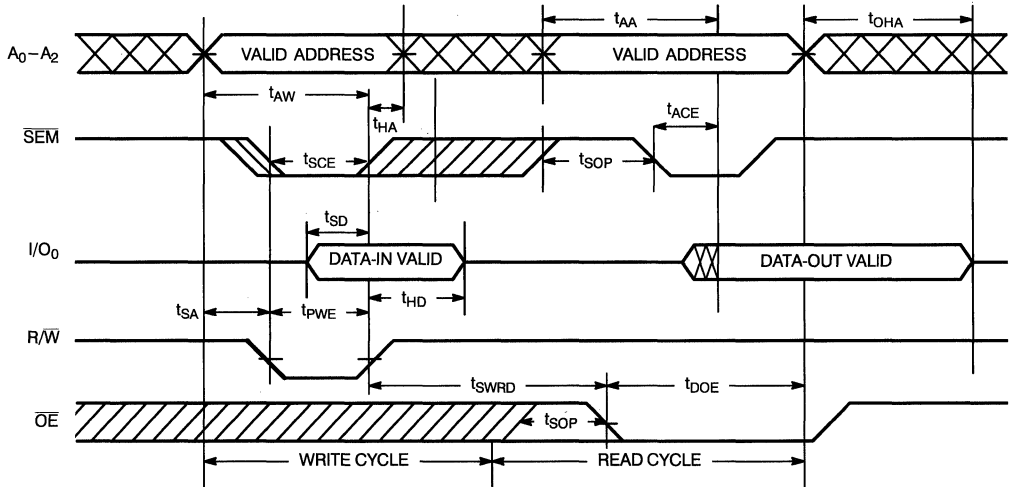 tAA tOHA
A0–A2 VALID ADDRESS VALID ADDRESS
tAW tHA tACE
SEM tSCE tSOP
tSD
I/O0 DATA-IN VALID DATA-OUT VALID
tSA tPWE tHD
R/W
tSWRD tDOE
OE tSOP
WRITE CYCLE READ CYCLE